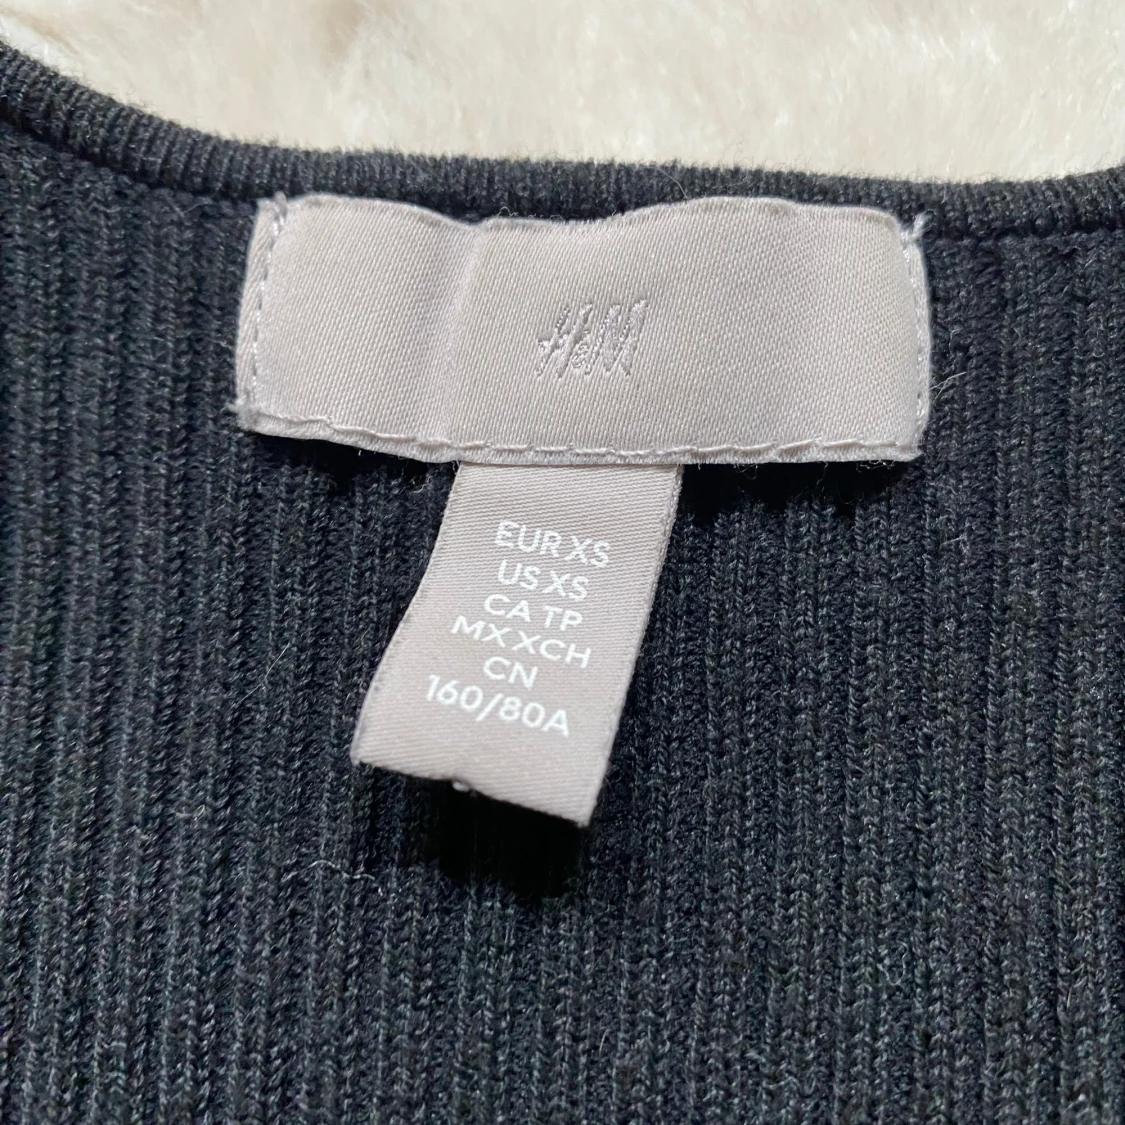 H&M
EUR XS
US XS
CA TP
MX XCH
CN
160/80A